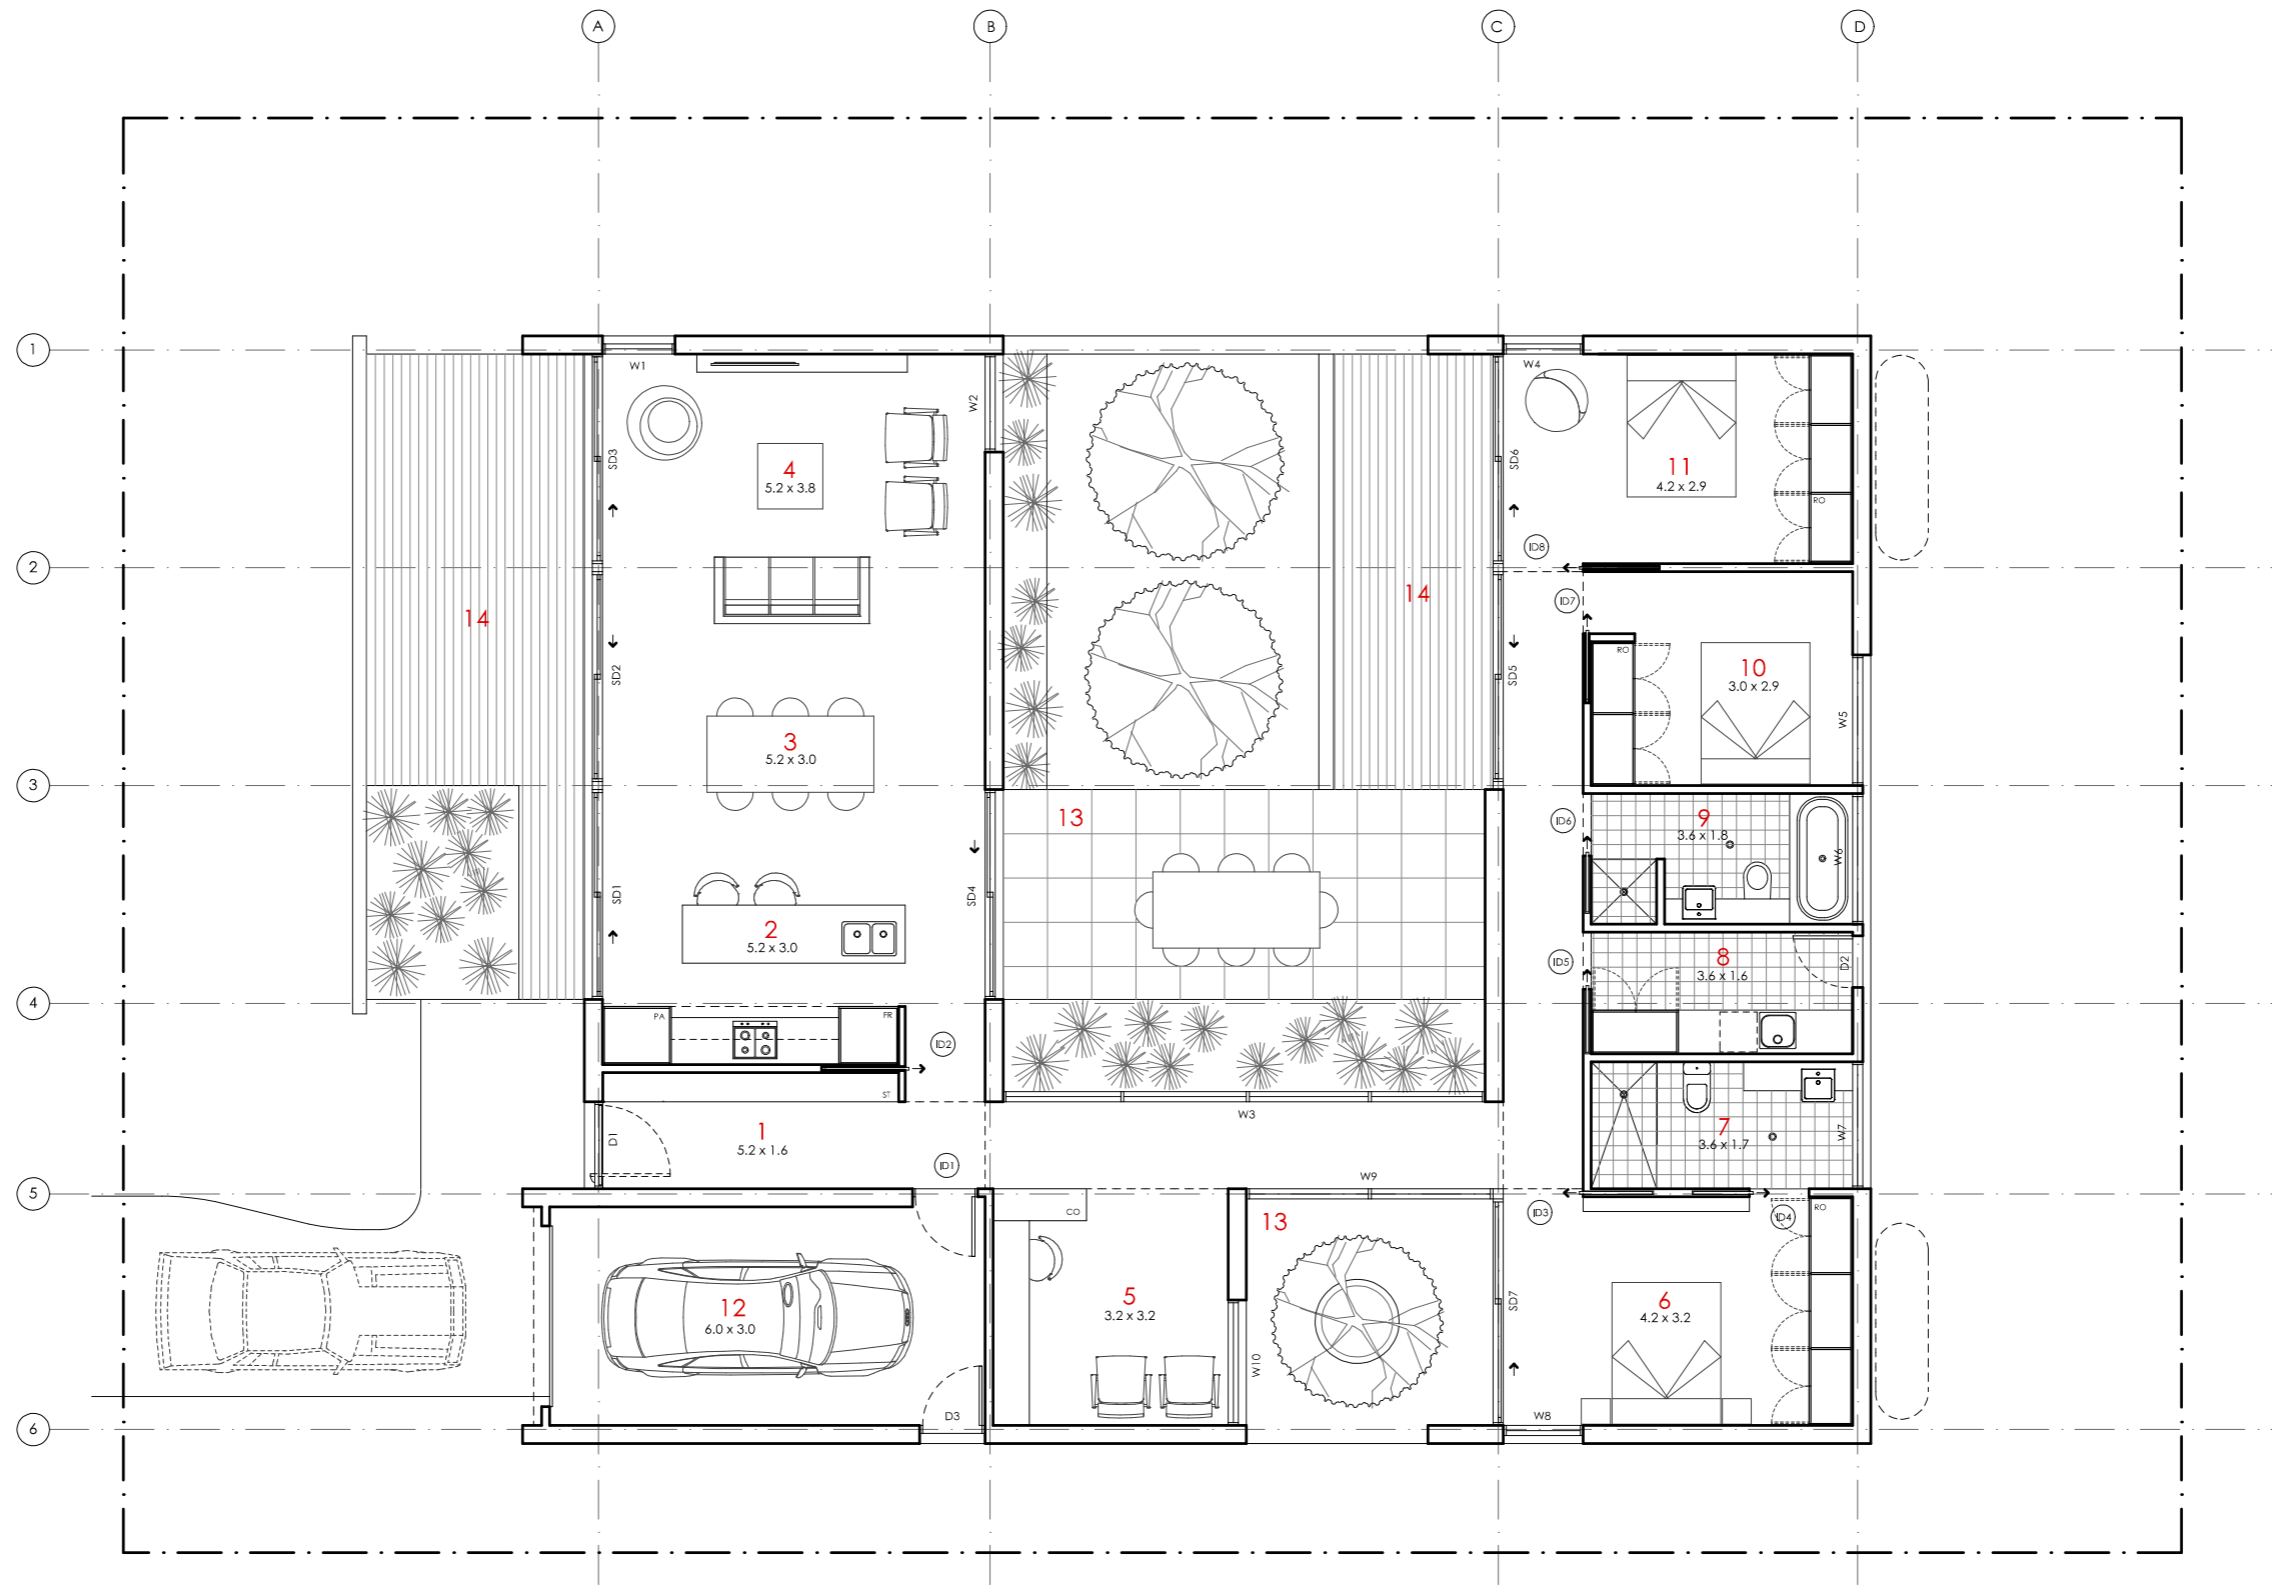 A
B
C
D
1
W1
W4
W2
SD3
4
5.2 x 3.8
SD6
11
4.2 x 2.9
RO
ID8
2
14
14
ID7
SD2
SD5
RO
10
3.0 x 2.9
W5
3
5.2 x 3.0
3
13
ID6
9
3.6 x 1.8
W6
SD1
SD4
2
5.2 x 3.0
ID5
8
3.6 x 1.6
D2
4
PA
FR
ID2
ST
W3
D1
1
5.2 x 1.6
7
3.6 x 1.7
W7
ID1
W9
5
CO
13
ID3
ID4
RO
12
6.0 x 3.0
5
3.2 x 3.2
SD7
6
4.2 x 3.2
W10
D3
W8
6